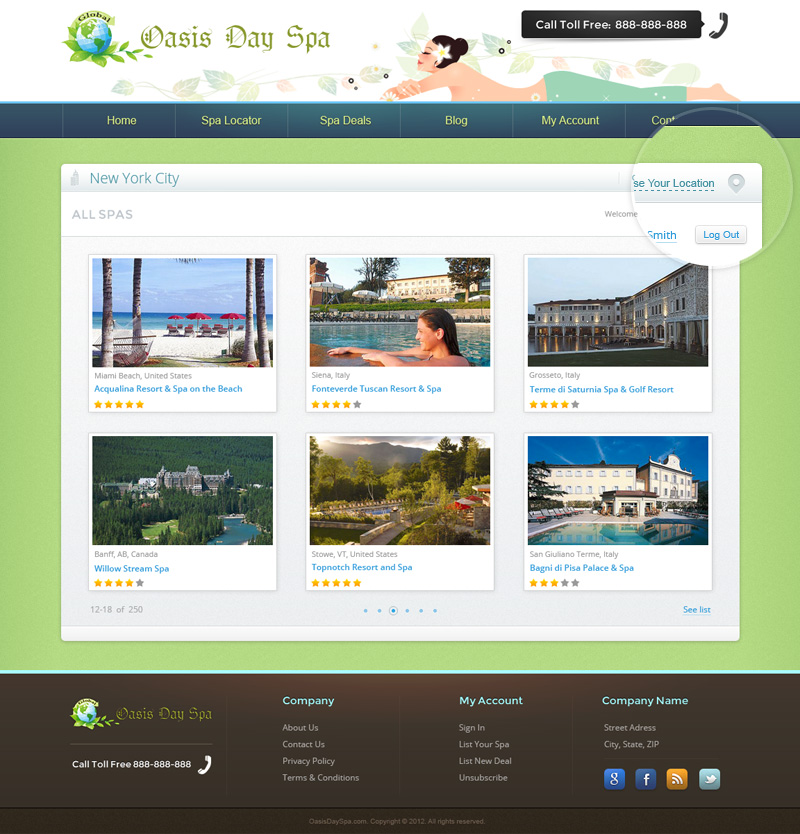 Global
Oasis Day Spa
Call Toll Free: 888-888-888
Home Spa Locator Spa Deals Blog My Account Cont
New York City
se Your Location
ALL SPAS
Welcome
Smith
Log Out
Miami Beach, United States
Acqualina Resort & Spa on the Beach
Siena, Italy
Fonteverde Tuscan Resort & Spa
Grosseto, Italy
Terme di Saturnia Spa & Golf Resort
Banff, AB, Canada
Willow Stream Spa
Stowe, VT, United States
Topnotch Resort and Spa
San Giuliano Terme, Italy
Bagni di Pisa Palace & Spa
12-18 of 250
See list
Global
Oasis Day Spa
Call Toll Free 888-888-888
Company
About Us
Contact Us
Privacy Policy
Terms & Conditions
My Account
Sign In
List Your Spa
List New Deal
Unsubscribe
Company Name
Street Adress
City, State, ZIP
OasisDaySpa.com. Copyright © 2012. All rights reserved.